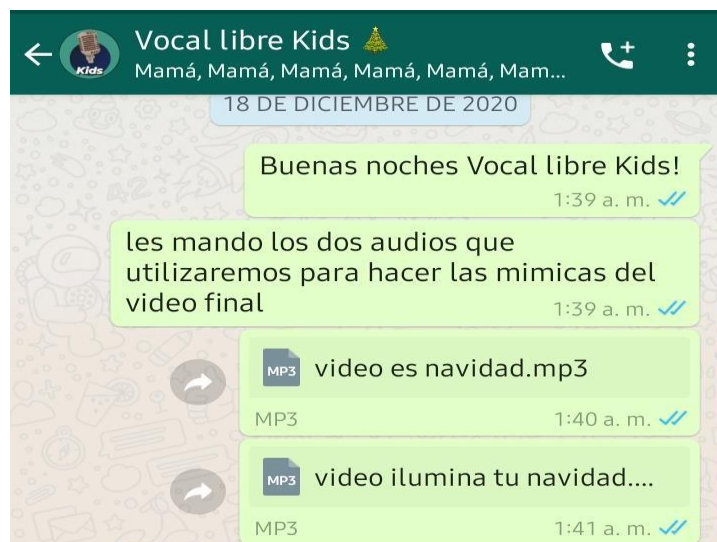 Vocal libre Kids
Kids
Mamá, Mamá, Mamá, Mamá, Mamá, Mam...
18 DE DICIEMBRE DE 2020
Buenas noches Vocal libre Kids!
1:39 a. m.
les mando los dos audios que
utilizaremos para hacer las mimicas del
video final
1:39 a. m.
MP3
video es navidad.mp3
MP3
1:40 a. m.
MP3
video ilumina tu navidad....
MP3
1:41 a. m.